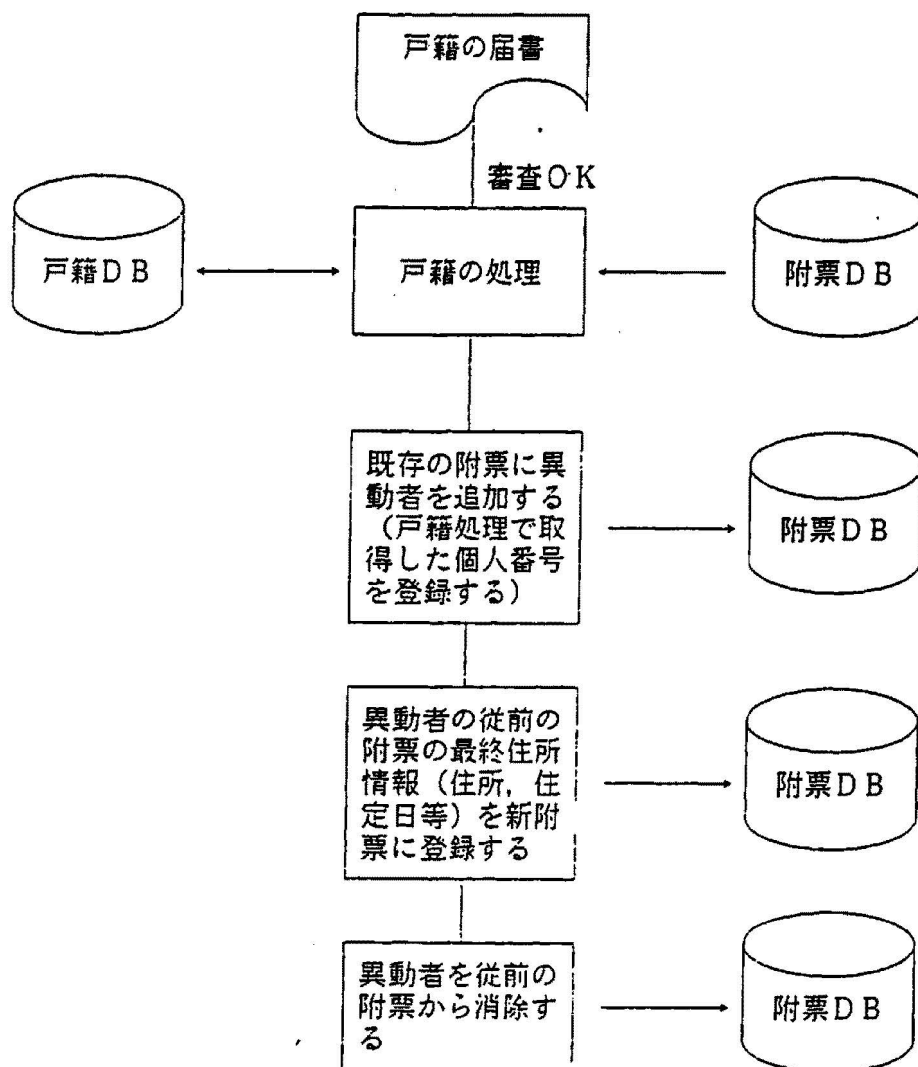 戸籍の届書
審査OK
戸籍DB
戸籍の処理
附票DB
既存の附票に異
動者を追加する
(戸籍処理で取
得した個人番号
を登録する)
附票DB
異動者の従前の
附票の最終住所
情報(住所,住
定日等)を新附
票に登録する
附票DB
異動者を従前の
附票から消除す
る
附票DB